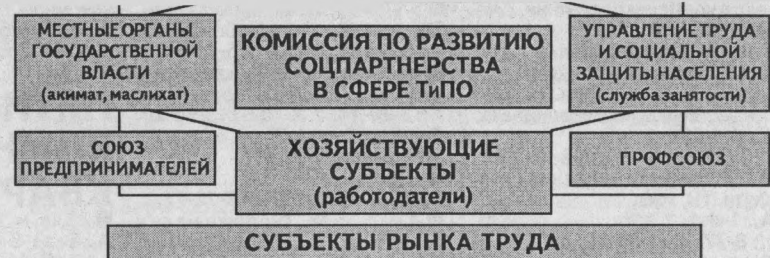 МЕСТНЫЕ ОРГАНЫ
ГОСУДАРСТВЕННОЙ
ВЛАСТИ
(акимат, маслихат)
КОМИССИЯ ПО РАЗВИТИЮ
СОЦПАРТНЕРСТВА
В СФЕРЕ ТиПО
УПРАВЛЕНИЕ ТРУДА
И СОЦИАЛЬНОЙ
ЗАЩИТЫ НАСЕЛЕНИЯ
(служба занятости)
СОЮЗ
ПРЕДПРИНИМАТЕЛЕЙ
ХОЗЯЙСТВУЮЩИЕ
СУБЪЕКТЫ
(работодатели)
ПРОФСОЮЗ
СУБЪЕКТЫ РЫНКА ТРУДА